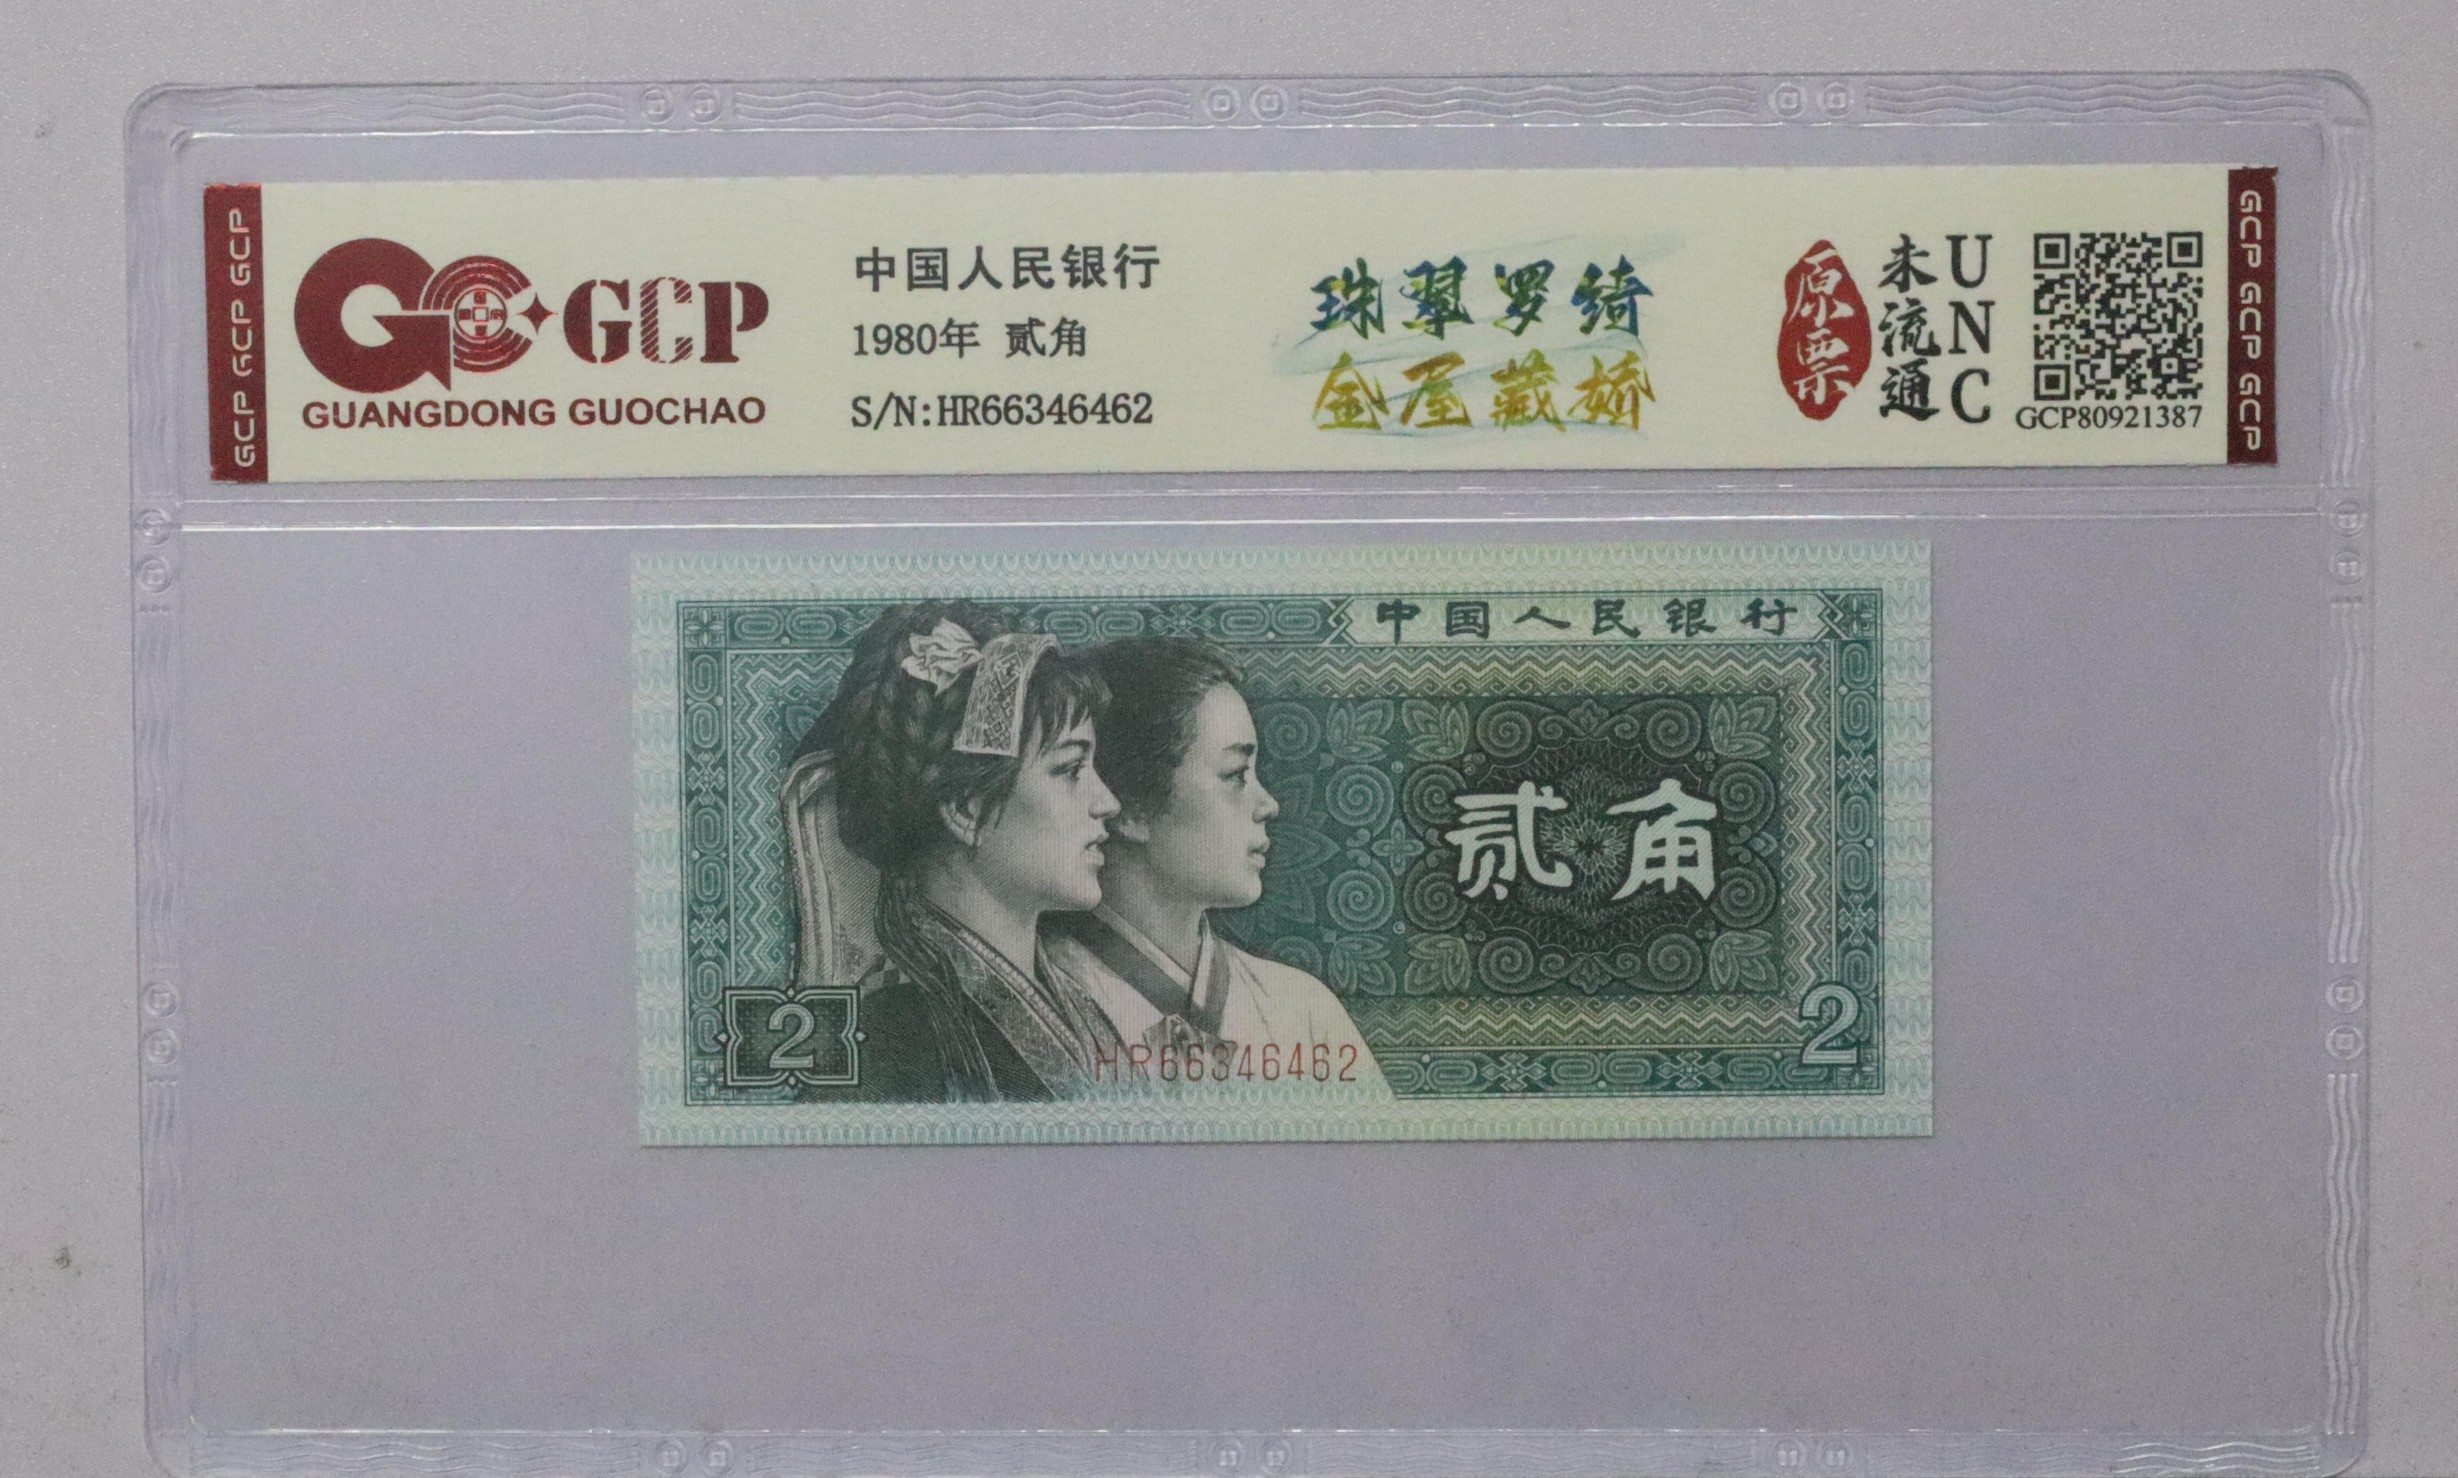 GCP GCP GCP
GCP
GUANGDONG GUOCHAO
中国人民银行
1980年 贰角
S/N:HR66346462
珠翠罗绮
金屋藏娇
原票
未流通
UNC
GCP80921387
GCP GCP GCP
中国人民银行
贰角
2
2
HR66346462